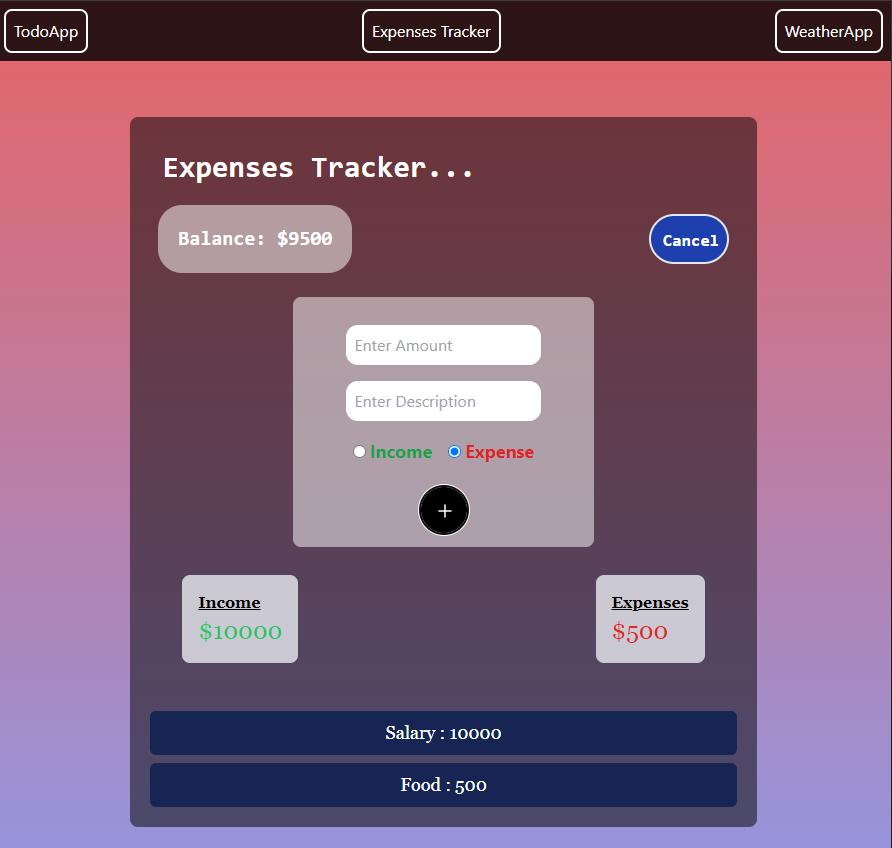 TodoApp
Expenses Tracker
WeatherApp
Expenses Tracker...
Balance: $9500
Cancel
Enter Amount
Enter Description
Income
Expense
+
Income
$10000
Expenses
$500
Salary : 10000
Food : 500